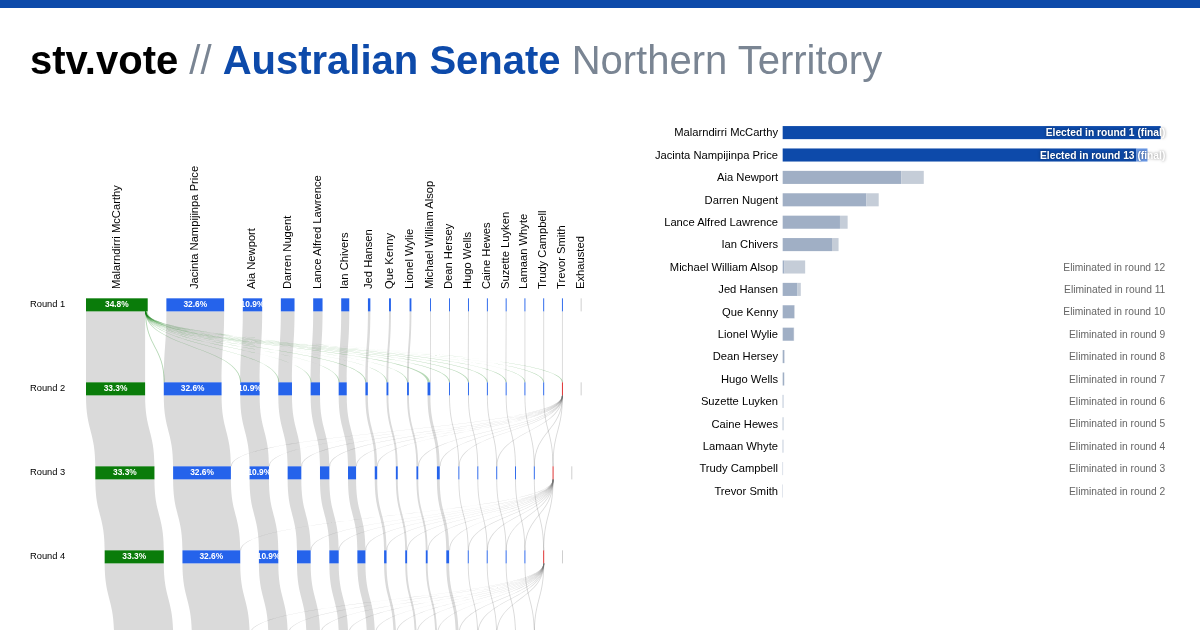 stv.vote // Australian Senate Northern Territory
Malarndirri McCarthy
Jacinta Nampijinpa Price
Aia Newport
Darren Nugent
Lance Alfred Lawrence
Ian Chivers
Jed Hansen
Que Kenny
Lionel Wylie
Michael William Alsop
Dean Hersey
Hugo Wells
Caine Hewes
Suzette Luyken
Lamaan Whyte
Trudy Campbell
Trevor Smith
Exhausted
Round 1 34.8% 32.6% 10.9%
Round 2 33.3% 32.6% 10.9%
Round 3 33.3% 32.6% 10.9%
Round 4 33.3% 32.6% 10.9%
Malarndirri McCarthy Elected in round 1 (final)
Jacinta Nampijinpa Price Elected in round 13 (final)
Aia Newport
Darren Nugent
Lance Alfred Lawrence
Ian Chivers
Michael William Alsop Eliminated in round 12
Jed Hansen Eliminated in round 11
Que Kenny Eliminated in round 10
Lionel Wylie Eliminated in round 9
Dean Hersey Eliminated in round 8
Hugo Wells Eliminated in round 7
Suzette Luyken Eliminated in round 6
Caine Hewes Eliminated in round 5
Lamaan Whyte Eliminated in round 4
Trudy Campbell Eliminated in round 3
Trevor Smith Eliminated in round 2